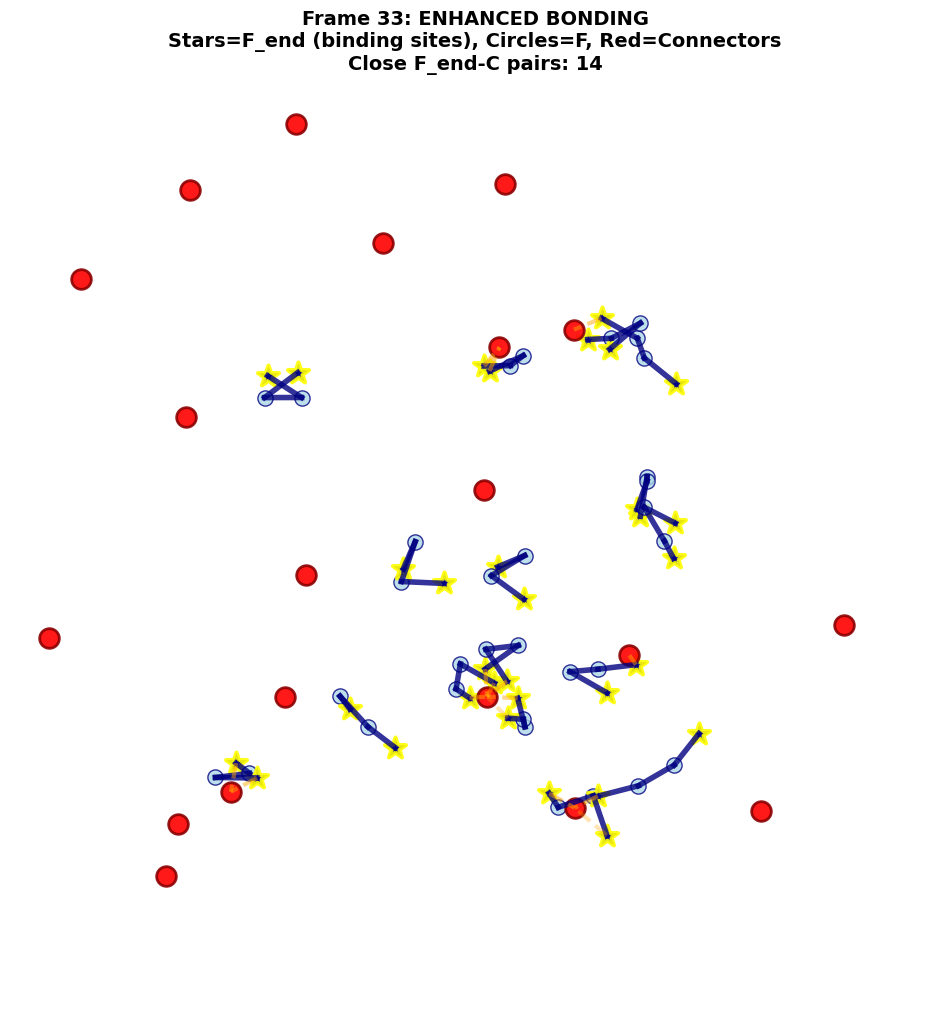 Frame 33: ENHANCED BONDING
Stars=F_end (binding sites), Circles=F, Red=Connectors
Close F_end-C pairs: 14